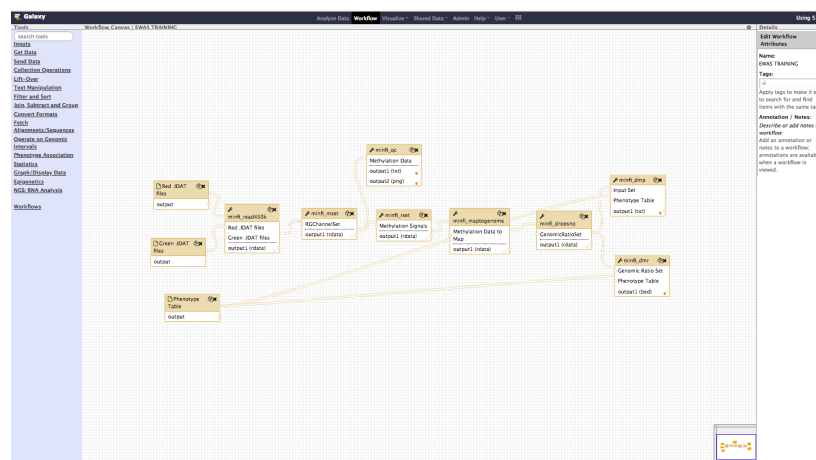 Galaxy
Analyze Data Workflow Visualize Shared Data Admin Help User
Using 5
Tools
Workflow Canvas | EWAS TRAINING
Details
search tools
Inputs
Get Data
Send Data
Collection Operations
Lift-Over
Text Manipulation
Filter and Sort
Join, Subtract and Group
Convert Formats
Fetch
Alignments/Sequences
Operate on Genomic
Intervals
Phenotype Association
Statistics
Graph/Display Data
Epigenetics
NGS: RNA Analysis
Workflows
Red .IDAT
files
output
Green .IDAT
files
output
Phenotype
Table
output
minfi_read450k
Red .IDAT files
Green .IDAT files
output1 (rdata)
minfi_mset
RGChannelSet
output1 (rdata)
minfi_qc
Methylation Data
output1 (txt)
output2 (png)
minfi_rset
Methylation Signals
output1 (rdata)
minfi_maptogenome
Methylation Data to
Map
output1 (rdata)
minfi_dropsnp
GenomicRatioSet
output1 (rdata)
minfi_dmp
Input Set
Phenotype Table
output1 (txt)
minfi_dmr
Genomic Ratio Set
Phenotype Table
output1 (bed)
Edit Workflow
Attributes
Name:
EWAS TRAINING
Tags:
Apply tags to make it e
to search for and find
items with the same ta
Annotation / Notes:
Describe or add notes
workflow
Add an annotation or
notes to a workflow;
annotations are availab
when a workflow is
viewed.